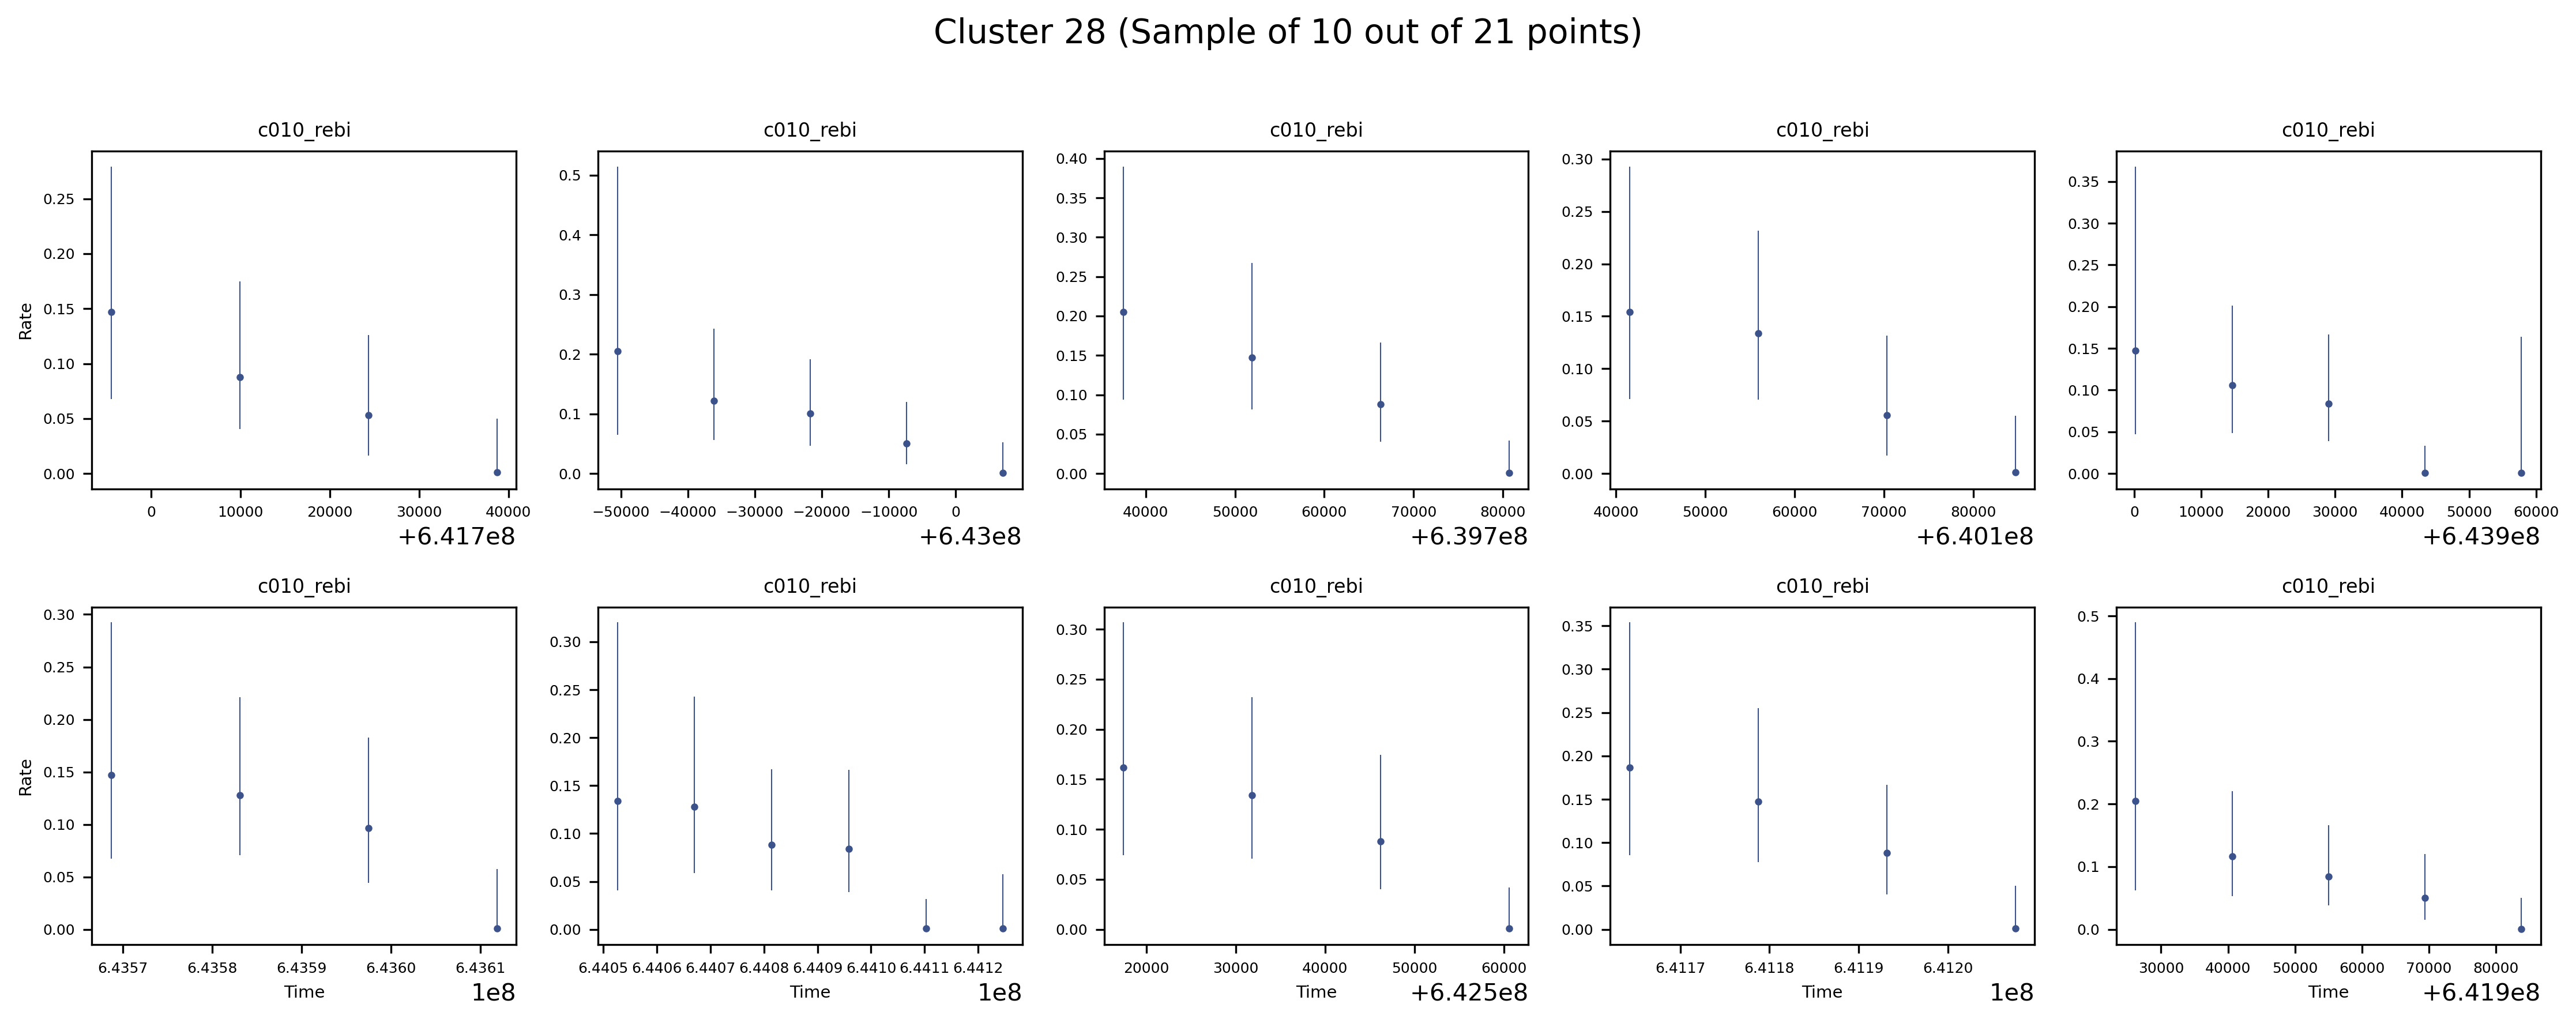 Cluster 28 (Sample of 10 out of 21 points)
c010_rebi c010_rebi c010_rebi c010_rebi c010_rebi
Rate
0.25
0.20
0.15
0.10
0.05
0.00
0 10000 20000 30000 40000
+6.417e8
0.5
0.4
0.3
0.2
0.1
0.0
−50000 −40000 −30000 −20000 −10000 0
+6.43e8
0.40
0.35
0.30
0.25
0.20
0.15
0.10
0.05
0.00
40000 50000 60000 70000 80000
+6.397e8
0.30
0.25
0.20
0.15
0.10
0.05
0.00
40000 50000 60000 70000 80000
+6.401e8
0.35
0.30
0.25
0.20
0.15
0.10
0.05
0.00
0 10000 20000 30000 40000 50000 60000
+6.439e8
c010_rebi c010_rebi c010_rebi c010_rebi c010_rebi
Rate
0.30
0.25
0.20
0.15
0.10
0.05
0.00
6.4357 6.4358 6.4359 6.4360 6.4361
Time 1e8
0.30
0.25
0.20
0.15
0.10
0.05
0.00
6.4405 6.4406 6.4407 6.4408 6.4409 6.4410 6.4411 6.4412
Time 1e8
0.30
0.25
0.20
0.15
0.10
0.05
0.00
20000 30000 40000 50000 60000
Time +6.425e8
0.35
0.30
0.25
0.20
0.15
0.10
0.05
0.00
6.4117 6.4118 6.4119 6.4120
Time 1e8
0.5
0.4
0.3
0.2
0.1
0.0
30000 40000 50000 60000 70000 80000
Time +6.419e8